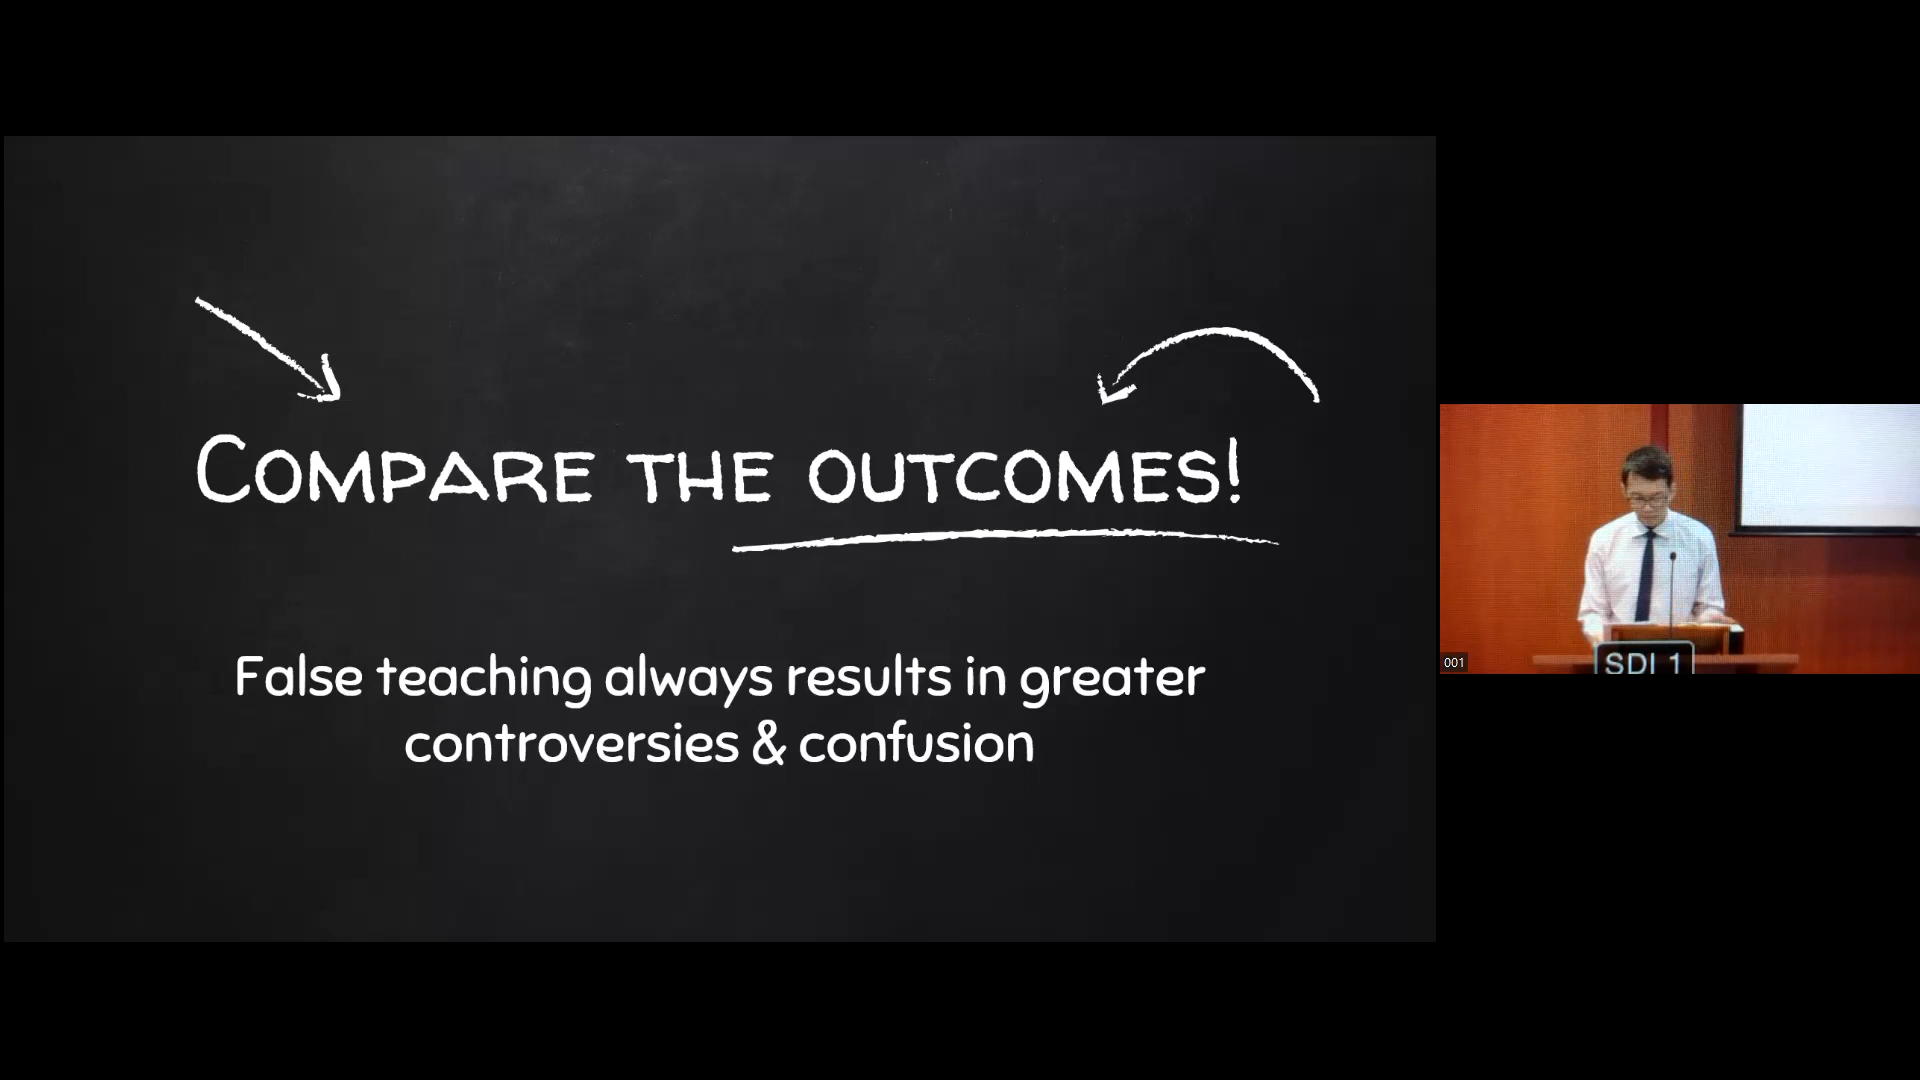 COMPARE THE OUTCOMES!
False teaching always results in greater
controversies & confusion
001
SDI 1